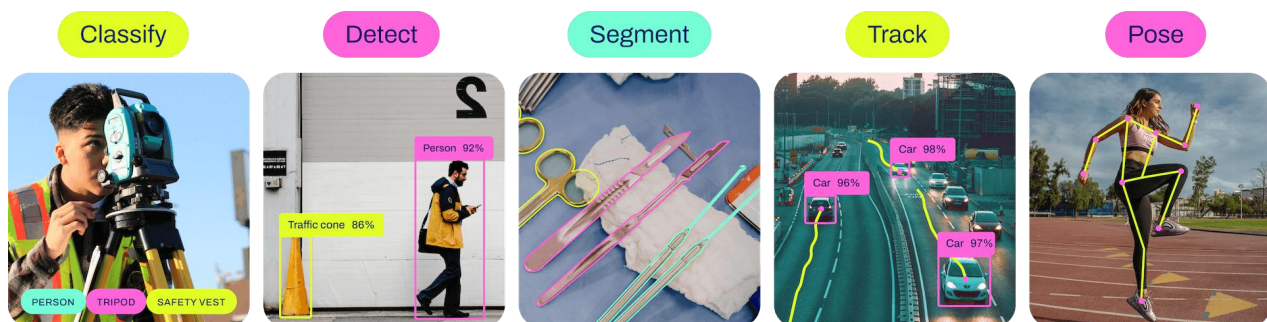 Classify
Detect
Segment
Track
Pose
PERSON
TRIPOD
SAFETY VEST
2
Person 92%
Traffic cone 86%
Car 98%
Car 96%
Car 97%